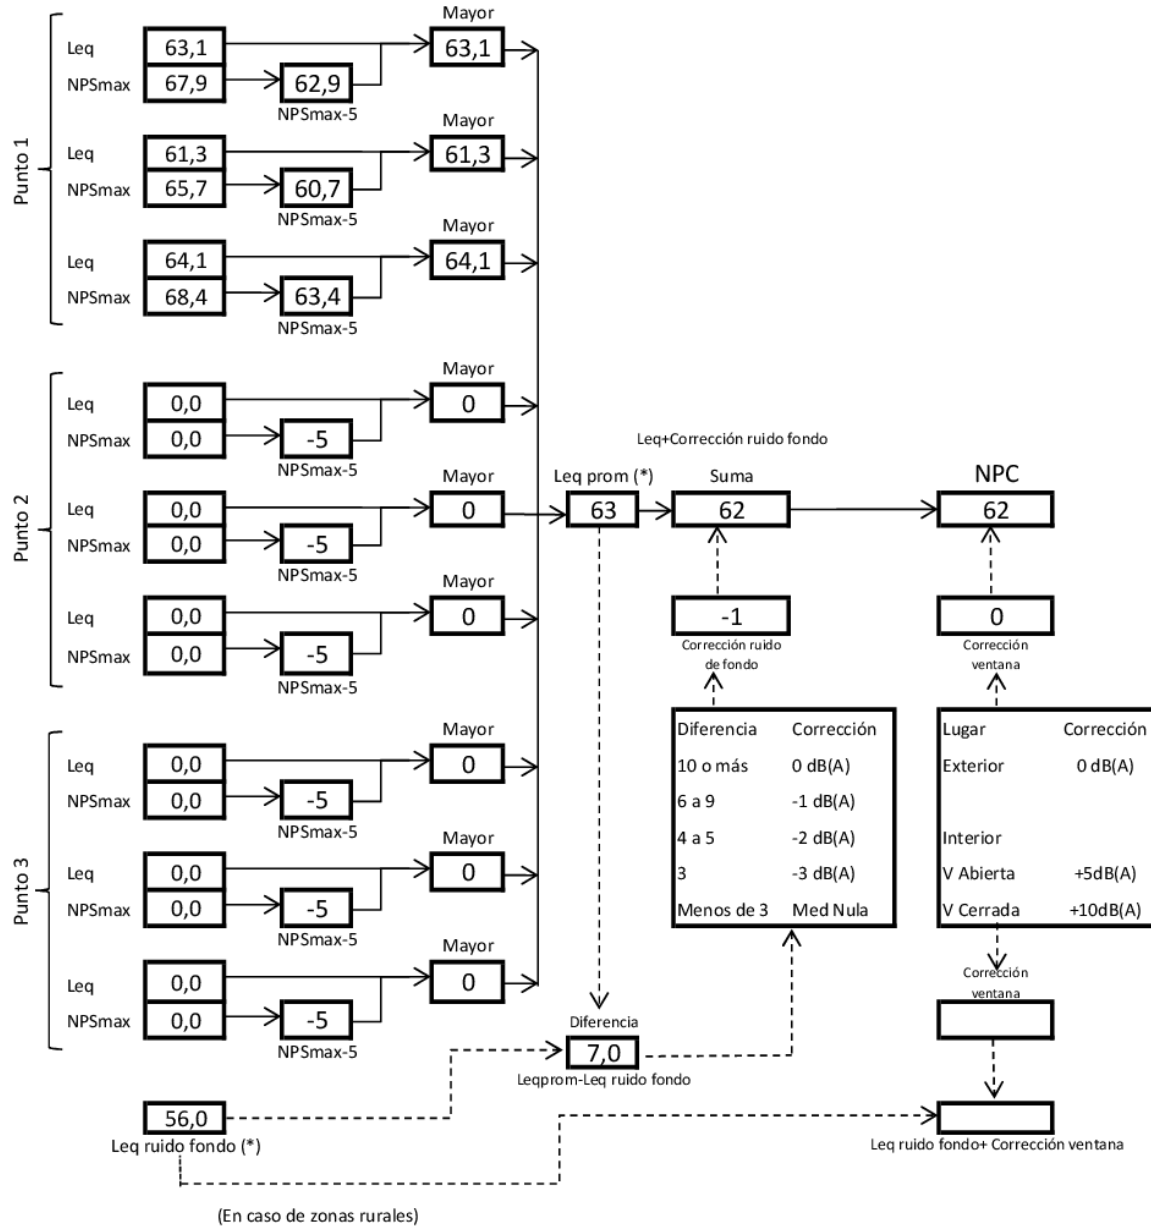 Punto 1
Mayor
Leq 63,1 63,1
NPSmax 67,9 62,9
NPSmax-5
Mayor
Leq 61,3 61,3
NPSmax 65,7 60,7
NPSmax-5
Mayor
Leq 64,1 64,1
NPSmax 68,4 63,4
NPSmax-5
Punto 2
Mayor
Leq 0,0 0
NPSmax 0,0 -5
NPSmax-5
Mayor
Leq 0,0 0
NPSmax 0,0 -5
NPSmax-5
Mayor
Leq 0,0 0
NPSmax 0,0 -5
NPSmax-5
Punto 3
Mayor
Leq 0,0 0
NPSmax 0,0 -5
NPSmax-5
Mayor
Leq 0,0 0
NPSmax 0,0 -5
NPSmax-5
Mayor
Leq 0,0 0
NPSmax 0,0 -5
NPSmax-5
56,0
Leq ruido fondo (*)
(En caso de zonas rurales)
Leq prom (*)
63
Diferencia
7,0
Leqprom-Leq ruido fondo
Leq+Corrección ruido fondo
Suma
62
-1
Corrección ruido
de fondo
Diferencia Corrección
10 o más 0 dB(A)
6 a 9 -1 dB(A)
4 a 5 -2 dB(A)
3 -3 dB(A)
Menos de 3 Med Nula
NPC
62
0
Corrección
ventana
Lugar Corrección
Exterior 0 dB(A)
Interior
V Abierta +5dB(A)
V Cerrada +10dB(A)
Corrección
ventana
Leq ruido fondo+ Corrección ventana